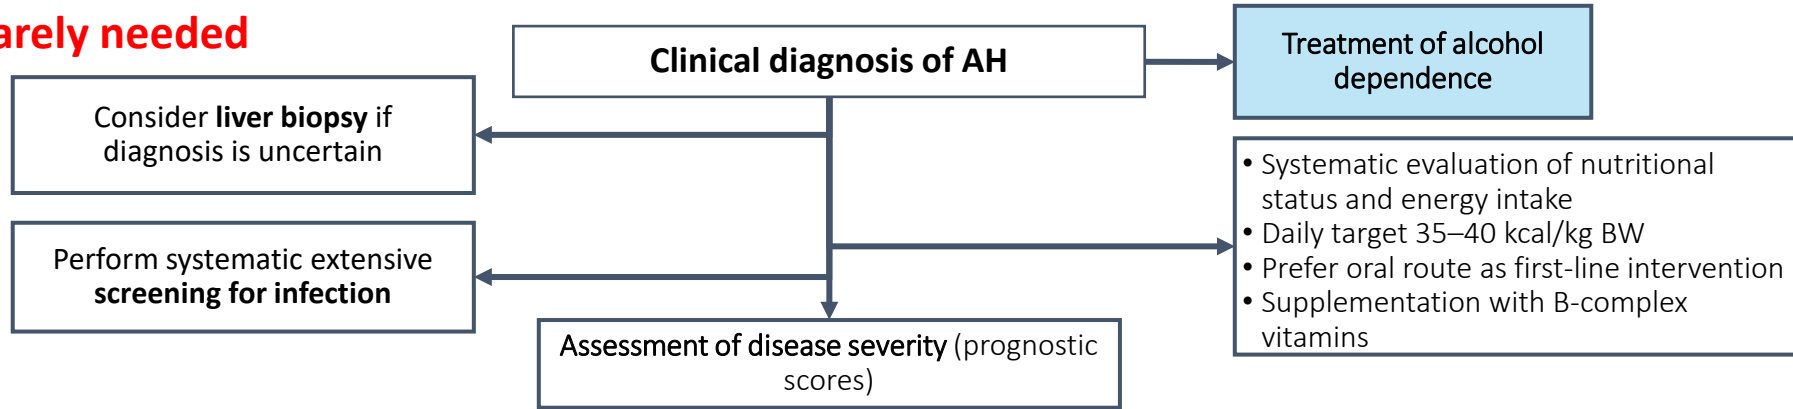 arely needed
Clinical diagnosis of AH
Treatment of alcohol
dependence
Consider liver biopsy if
diagnosis is uncertain
• Systematic evaluation of nutritional
status and energy intake
• Daily target 35–40 kcal/kg BW
• Prefer oral route as first-line intervention
• Supplementation with B-complex
vitamins
Perform systematic extensive
screening for infection
Assessment of disease severity (prognostic
scores)